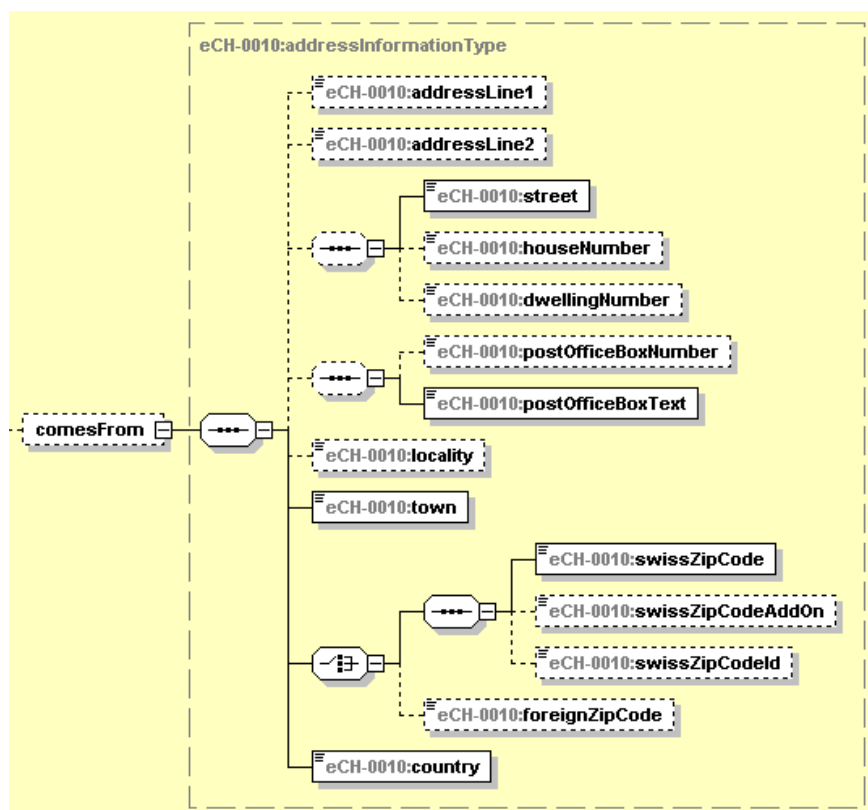 eCH-0010:addressInformationType
eCH-0010:addressLine1
eCH-0010:addressLine2
eCH-0010:street
eCH-0010:houseNumber
eCH-0010:dwellingNumber
eCH-0010:postOfficeBoxNumber
eCH-0010:postOfficeBoxText
comesFrom
eCH-0010:locality
eCH-0010:town
eCH-0010:swissZipCode
eCH-0010:swissZipCodeAddOn
eCH-0010:swissZipCodeId
eCH-0010:foreignZipCode
eCH-0010:country